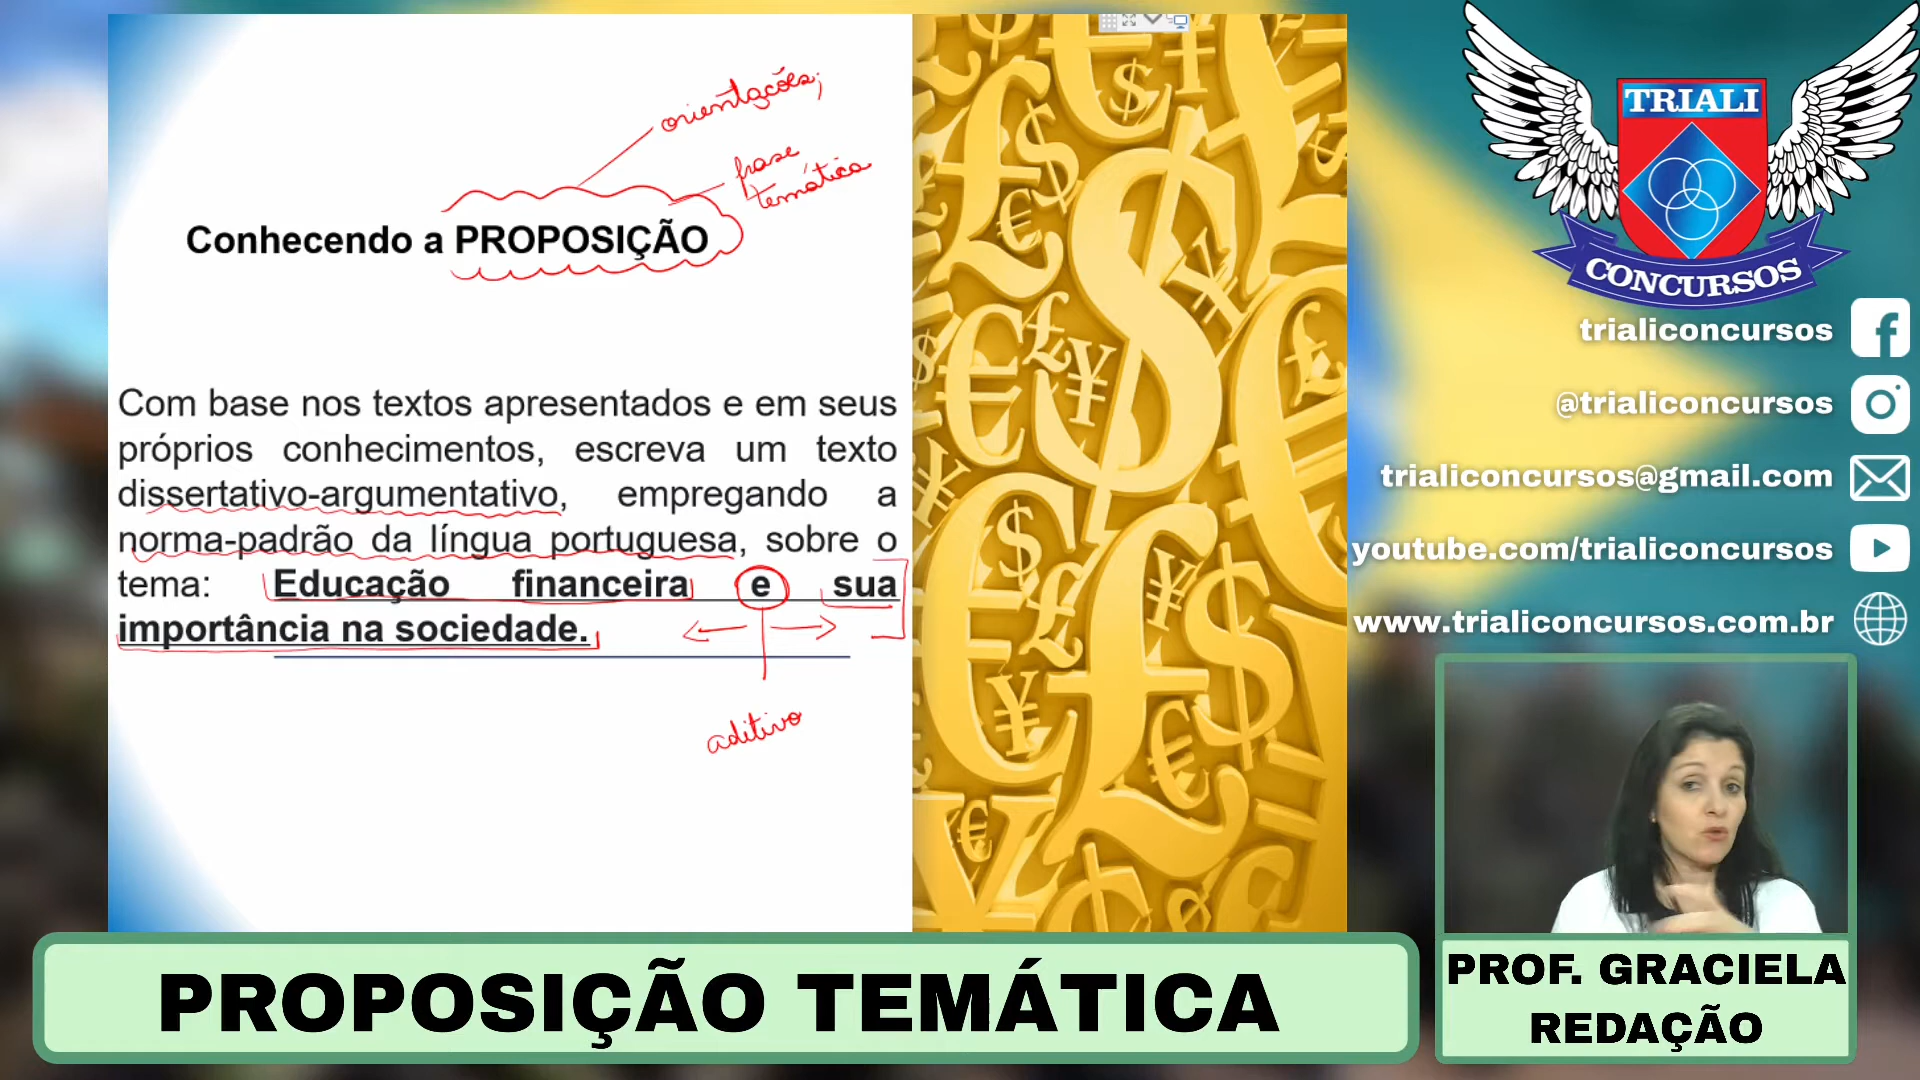 orientações;
frase
temática
Conhecendo a PROPOSIÇÃO
Com base nos textos apresentados e em seus
próprios conhecimentos, escreva um texto
dissertativo-argumentativo, empregando a
norma-padrão da língua portuguesa, sobre o
tema: Educação financeira e sua
importância na sociedade.
aditivo
TRIALI
CONCURSOS
trialiconcursos
@trialiconcursos
trialiconcursos@gmail.com
youtube.com/trialiconcursos
www.trialiconcursos.com.br
PROPOSIÇÃO TEMÁTICA
PROF. GRACIELA
REDAÇÃO